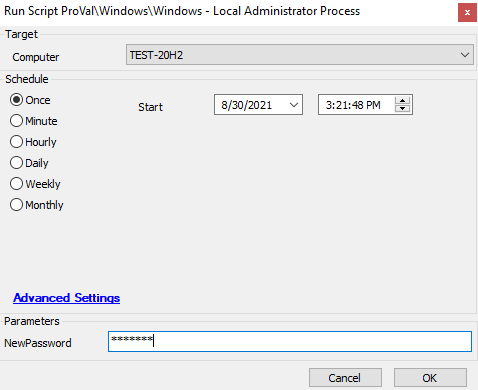 Run Script ProVal\Windows\Windows - Local Administrator Process
x
Target
Computer TEST-20H2
Schedule
Once Start 8/30/2021 3:21:48 PM
Minute
Hourly
Daily
Weekly
Monthly
Advanced Settings
Parameters
NewPassword *******
Cancel OK